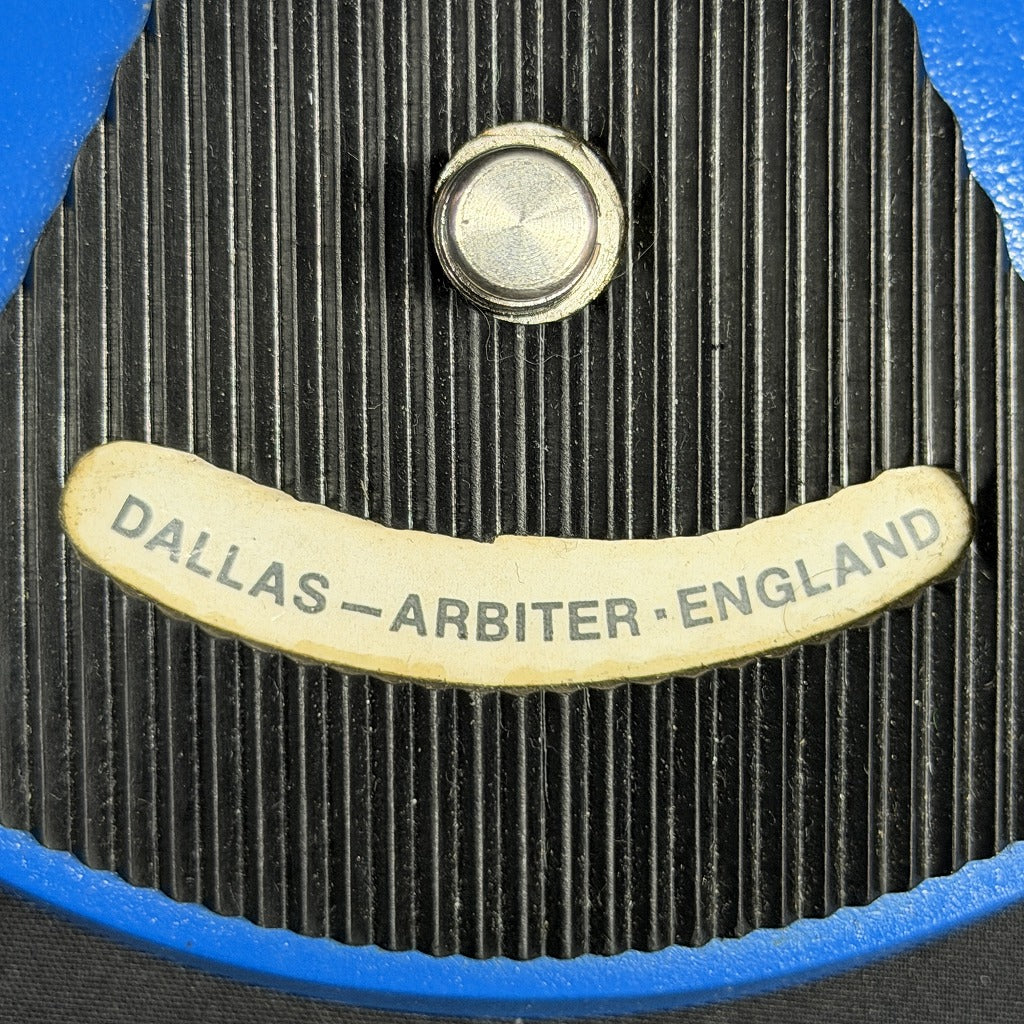 DALLAS – ARBITER · ENGLAND